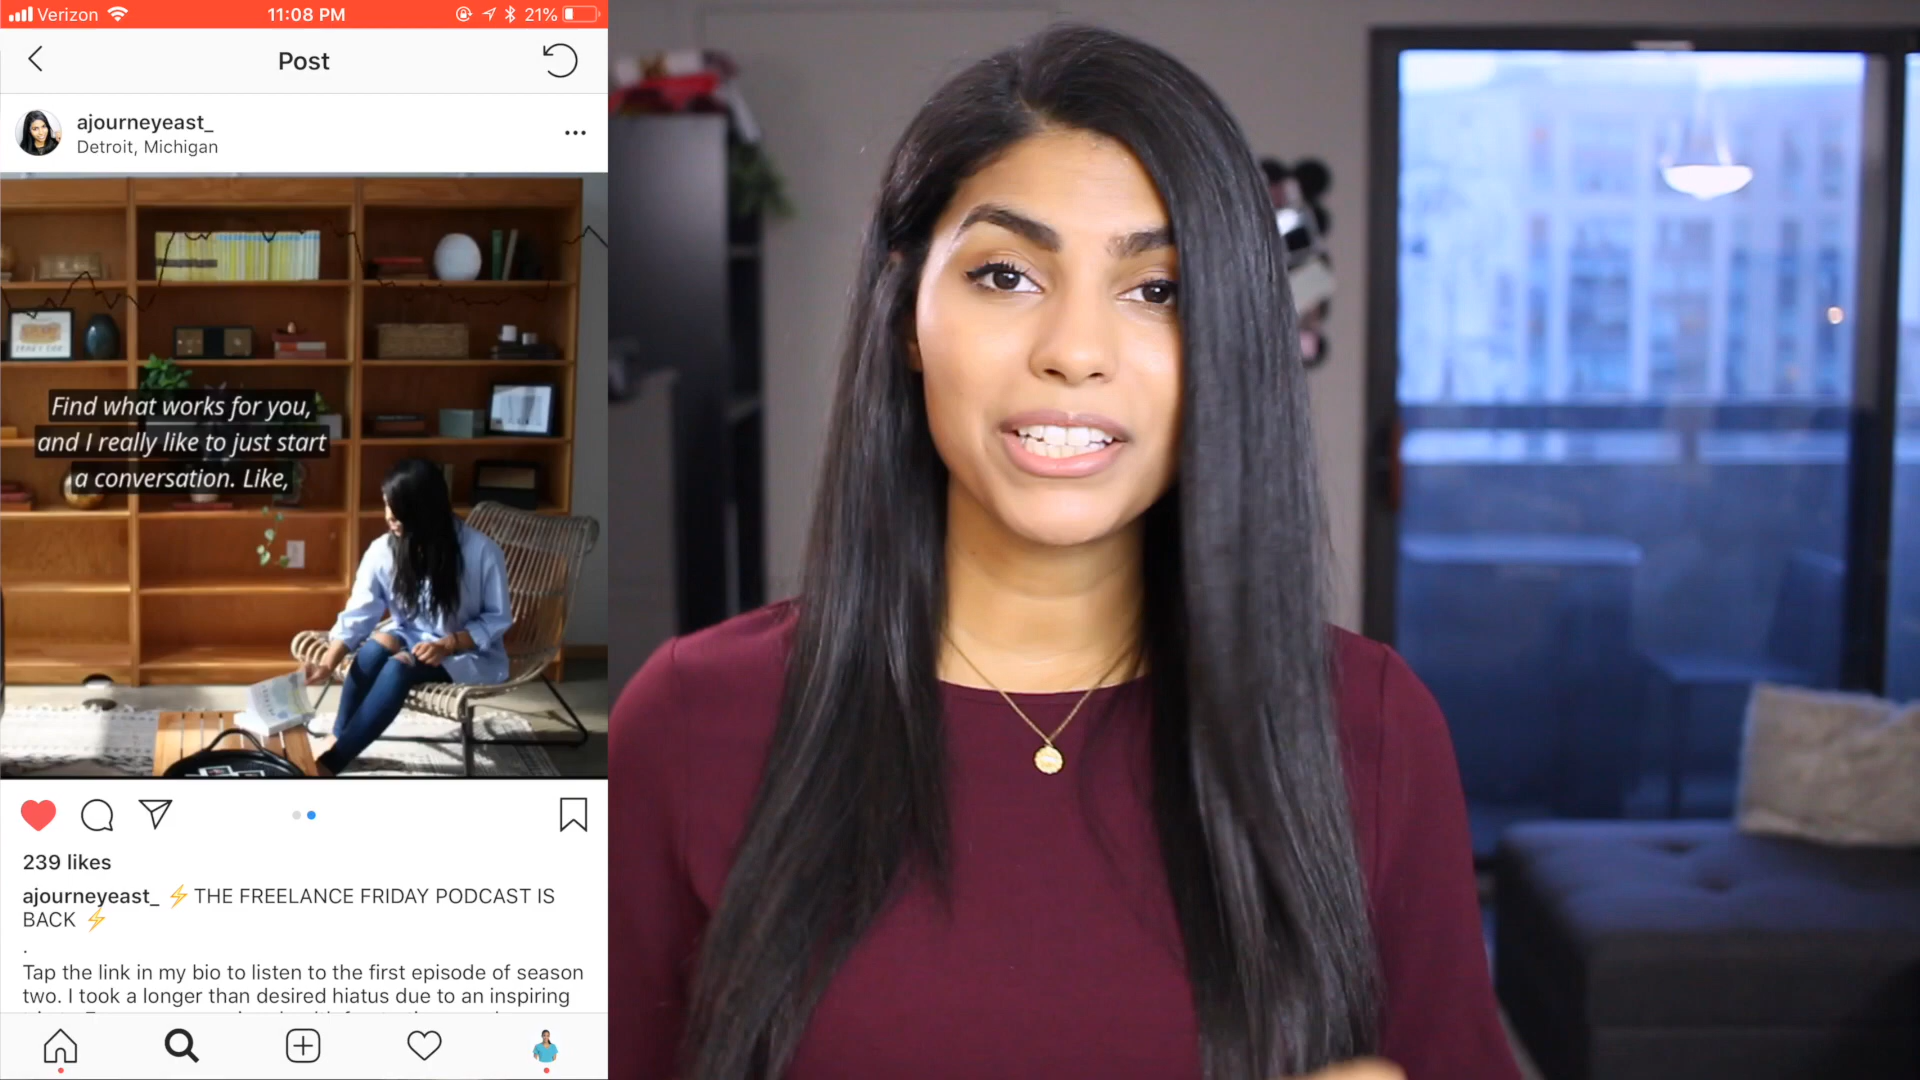 Verizon 11:08 PM 21%
Post
ajourneyeast_
Detroit, Michigan
Find what works for you,
and I really like to just start
a conversation. Like,
239 likes
ajourneyeast_ ⚡ THE FREELANCE FRIDAY PODCAST IS
BACK ⚡
.
Tap the link in my bio to listen to the first episode of season
two. I took a longer than desired hiatus due to an inspiring